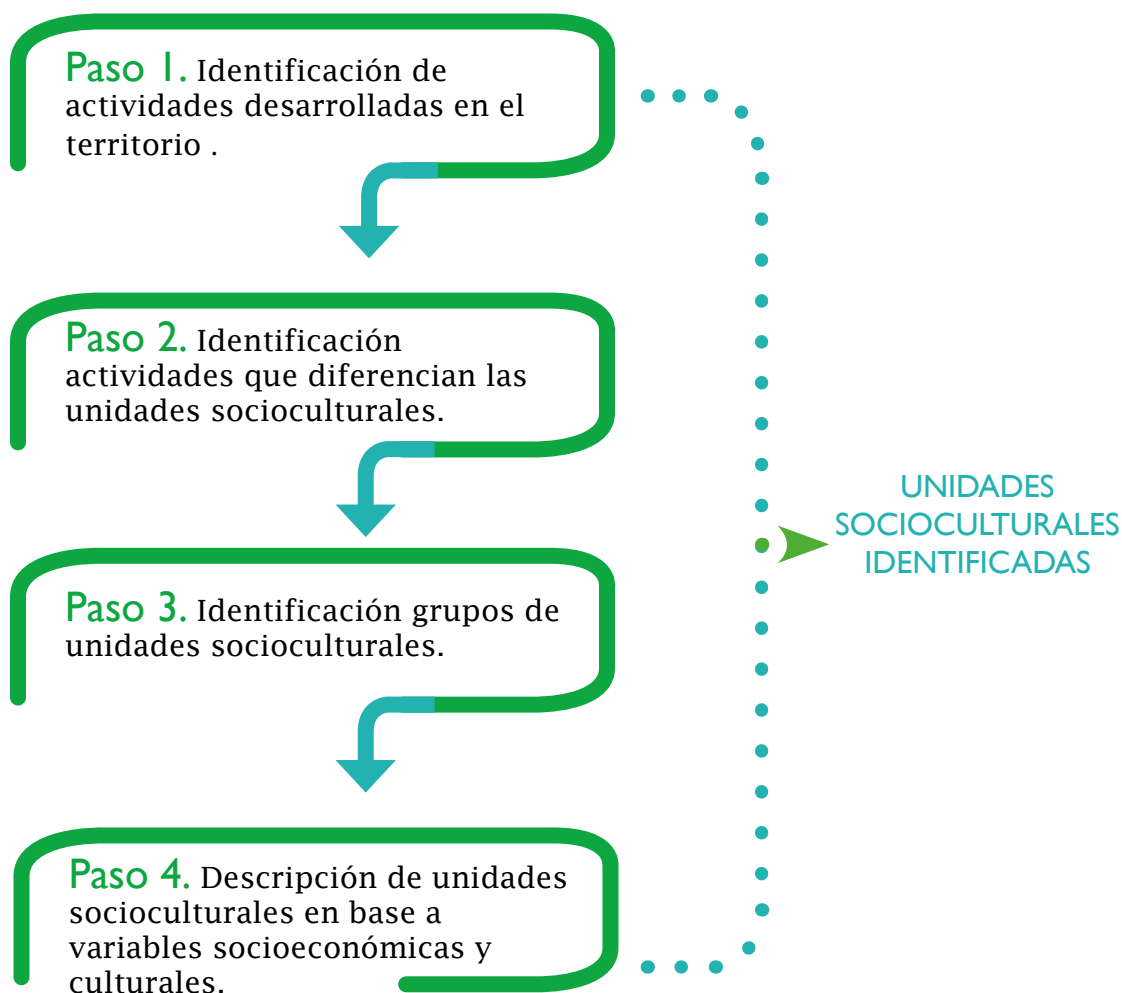 Paso 1. Identificación de
actividades desarrolladas en el
territorio .
Paso 2. Identificación
actividades que diferencian las
unidades socioculturales.
Paso 3. Identificación grupos de
unidades socioculturales.
Paso 4. Descripción de unidades
socioculturales en base a
variables socioeconómicas y
culturales.
UNIDADES
SOCIOCULTURALES
IDENTIFICADAS